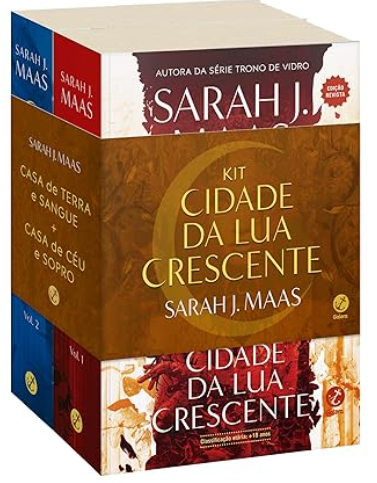 SARAH J.
MAAS
SARAH J.
MAAS
SARAH J. MAAS
CASA de TERRA
e SANGUE
+
CASA de CÉU
e SOPRO
Vol. 2
Vol. 1
AUTORA DA SÉRIE TRONO DE VIDRO
SARAH J.
MAAS
EDIÇÃO
REVISTA
KIT
CIDADE
DA LUA
CRESCENTE
SARAH J. MAAS
Galera
CIDADE
DA LUA
CRESCENTE
Classificação etária: +18 anos
Galera